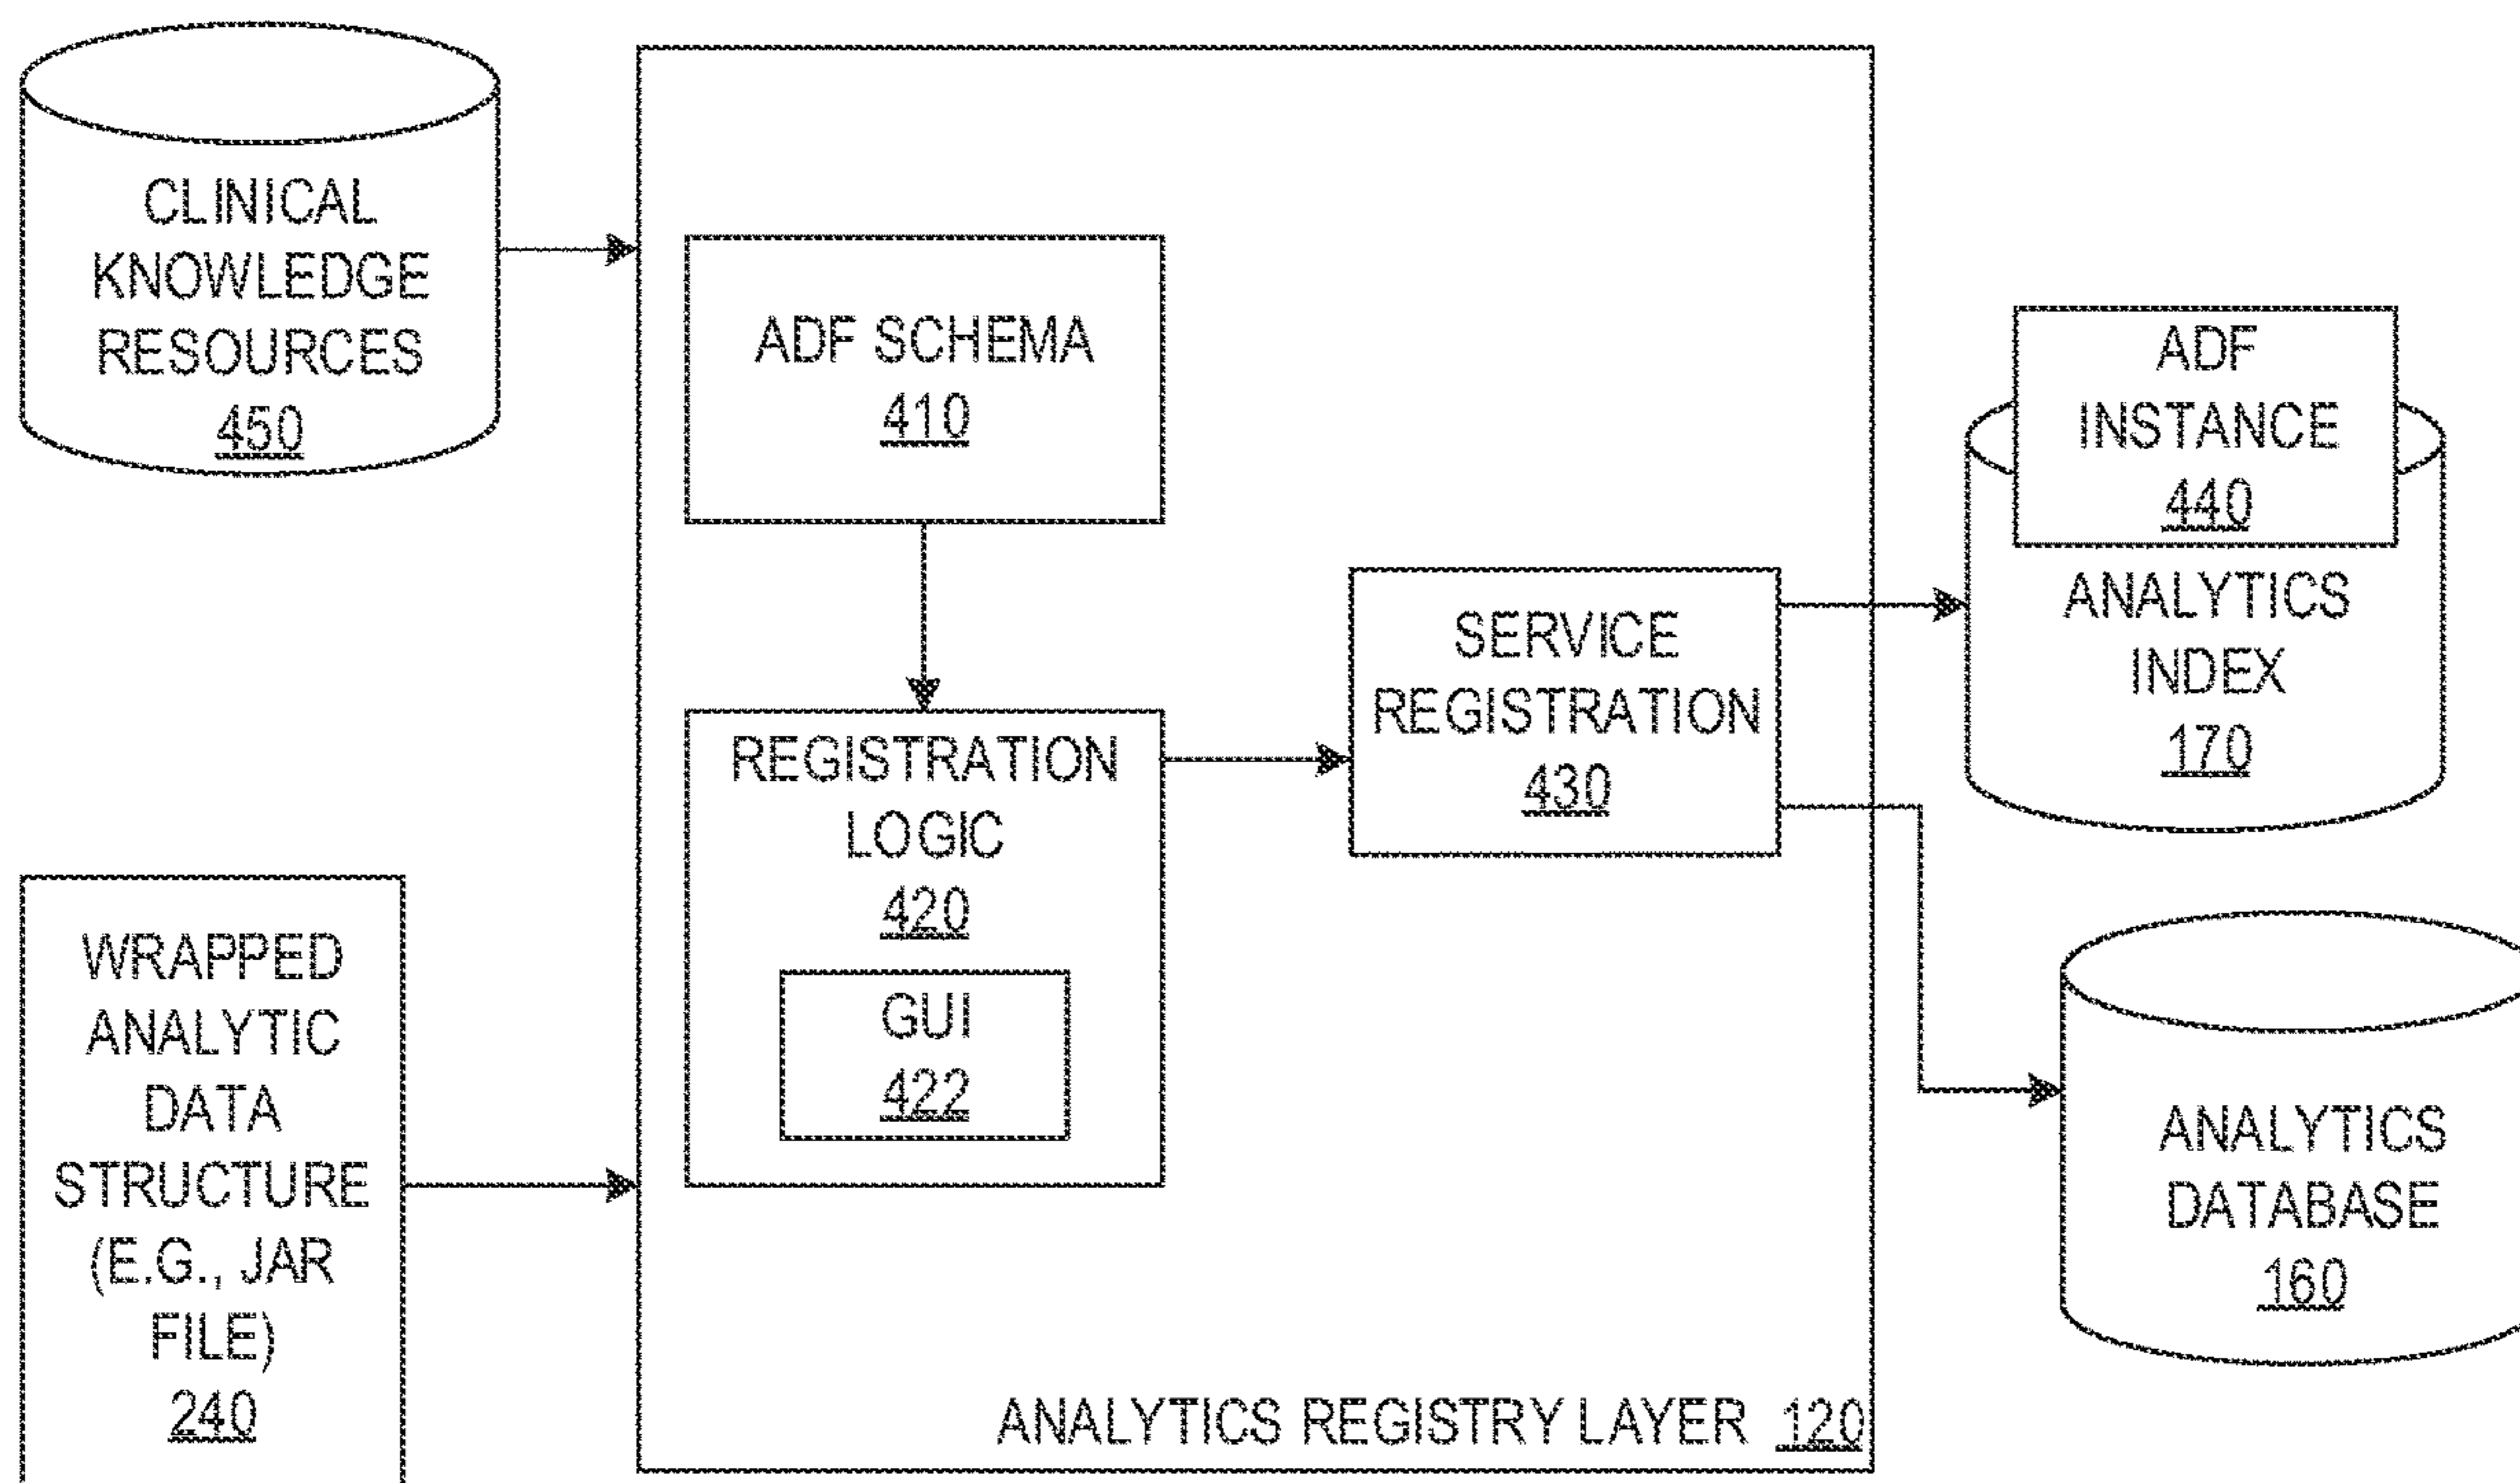 CLINICAL
KNOWLEDGE
RESOURCES
450
WRAPPED
ANALYTIC
DATA
STRUCTURE
(E.G., JAR
FILE)
240
ADF SCHEMA
410
REGISTRATION
LOGIC
420
GUI
422
SERVICE
REGISTRATION
430
ANALYTICS REGISTRY LAYER 120
ADF
INSTANCE
440
ANALYTICS
INDEX
170
ANALYTICS
DATABASE
160